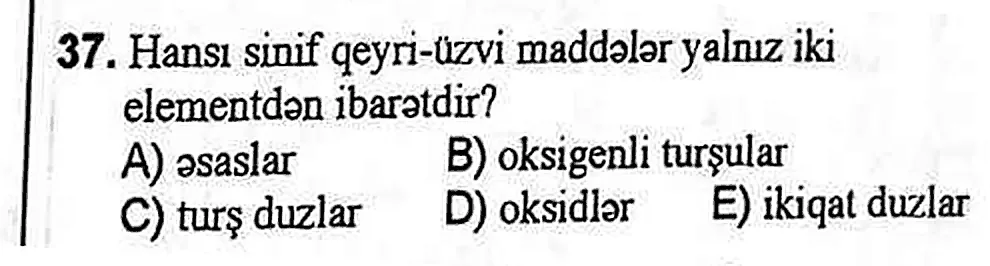 37. Hansı sinif qeyri-üzvi maddələr yalnız iki
elementdən ibarətdir?
A) əsaslar B) oksigenli turşular
C) turş duzlar D) oksidlər E) ikiqat duzlar